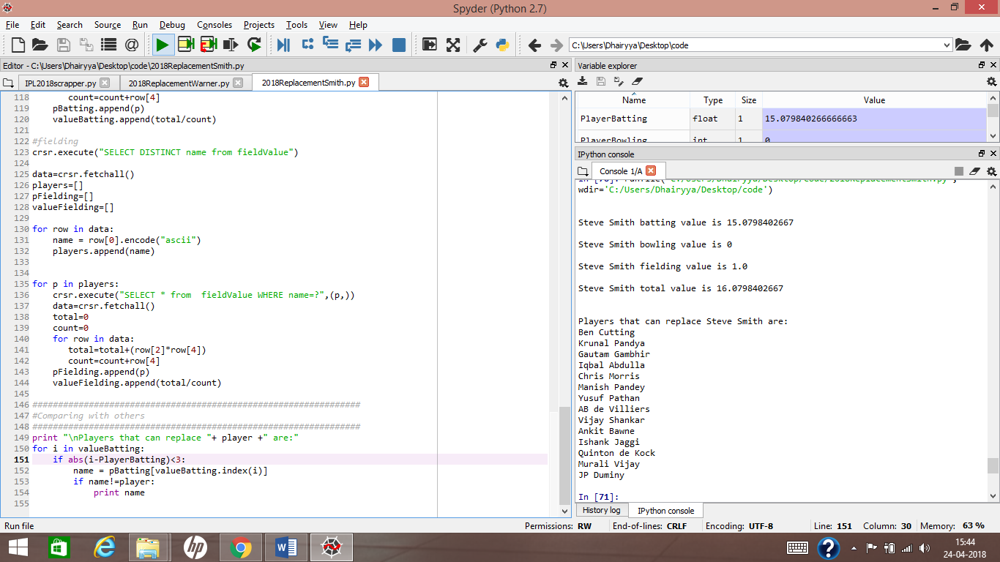 Spyder (Python 2.7)
File Edit Search Source Run Debug Consoles Projects Tools View Help
C:\Users\Dhairyya\Desktop\code
Editor - C:\Users\Dhairyya\Desktop\code\2018ReplacementSmith.py
IPL2018scrapper.py 2018ReplacementWarner.py 2018ReplacementSmith.py
118 count=count+row[4]
119 pBatting.append(p)
120 valueBatting.append(total/count)
121
122 #fielding
123 crsr.execute("SELECT DISTINCT name from fieldValue")
124
125 data=crsr.fetchall()
126 players=[]
127 pFielding=[]
128 valueFielding=[]
129
130 for row in data:
131 name = row[0].encode("ascii")
132 players.append(name)
133
134
135 for p in players:
136 crsr.execute("SELECT * from  fieldValue WHERE name=?",(p,))
137 data=crsr.fetchall()
138 total=0
139 count=0
140 for row in data:
141 total=total+(row[2]*row[4])
142 count=count+row[4]
143 pFielding.append(p)
144 valueFielding.append(total/count)
145
146 ################################################################
147 #Comparing with others
148 ################################################################
149 print "\nPlayers that can replace "+ player +" are:"
150 for i in valueBatting:
151 if abs(i-PlayerBatting)<3:
152 name = pBatting[valueBatting.index(i)]
153 if name!=player:
154 print name
155
Variable explorer
Name Type Size Value
PlayerBatting float 1 15.079840266666663
PlayerBowling int 1 0
IPython console
Console 1/A
In [70]: runfile('C:/Users/Dhairyya/Desktop/code/2018ReplacementSmith.py',
wdir='C:/Users/Dhairyya/Desktop/code')
Steve Smith batting value is 15.0798402667
Steve Smith bowling value is 0
Steve Smith fielding value is 1.0
Steve Smith total value is 16.0798402667
Players that can replace Steve Smith are:
Ben Cutting
Krunal Pandya
Gautam Gambhir
Iqbal Abdulla
Chris Morris
Manish Pandey
Yusuf Pathan
AB de Villiers
Vijay Shankar
Ankit Bawne
Ishank Jaggi
Quinton de Kock
Murali Vijay
JP Duminy
In [71]:
History log IPython console
Run file Permissions: RW End-of-lines: CRLF Encoding: UTF-8 Line: 151 Column: 30 Memory: 63 %
15:44
24-04-2018